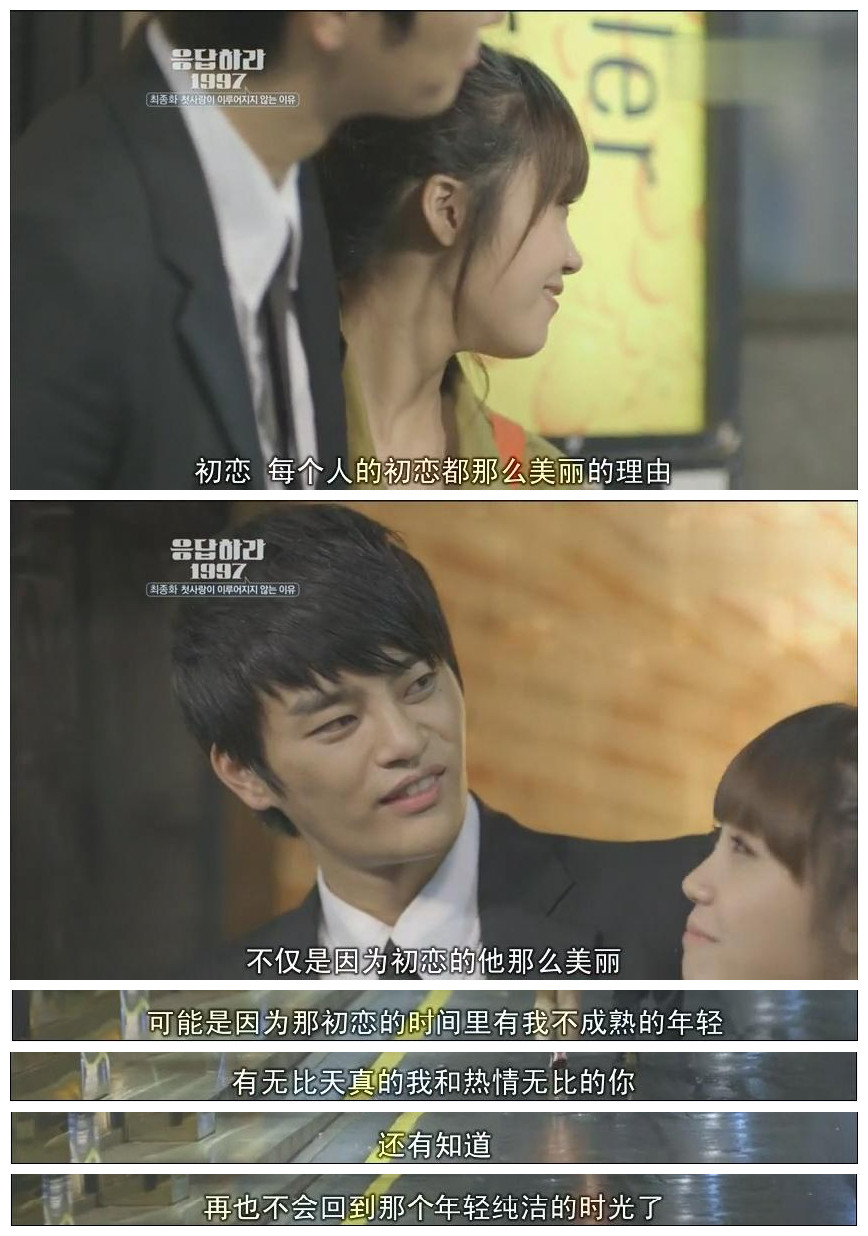 응답하라
1997
최종화 첫사랑이 이루어지지 않는 이유
ler
初恋 每个人的初恋都那么美丽的理由
응답하라
1997
최종화 첫사랑이 이루어지지 않는 이유
不仅是因为初恋的他那么美丽
可能是因为那初恋的时间里有我不成熟的年轻
有无比天真的我和热情无比的你
还有知道
再也不会回到那个年轻纯洁的时光了